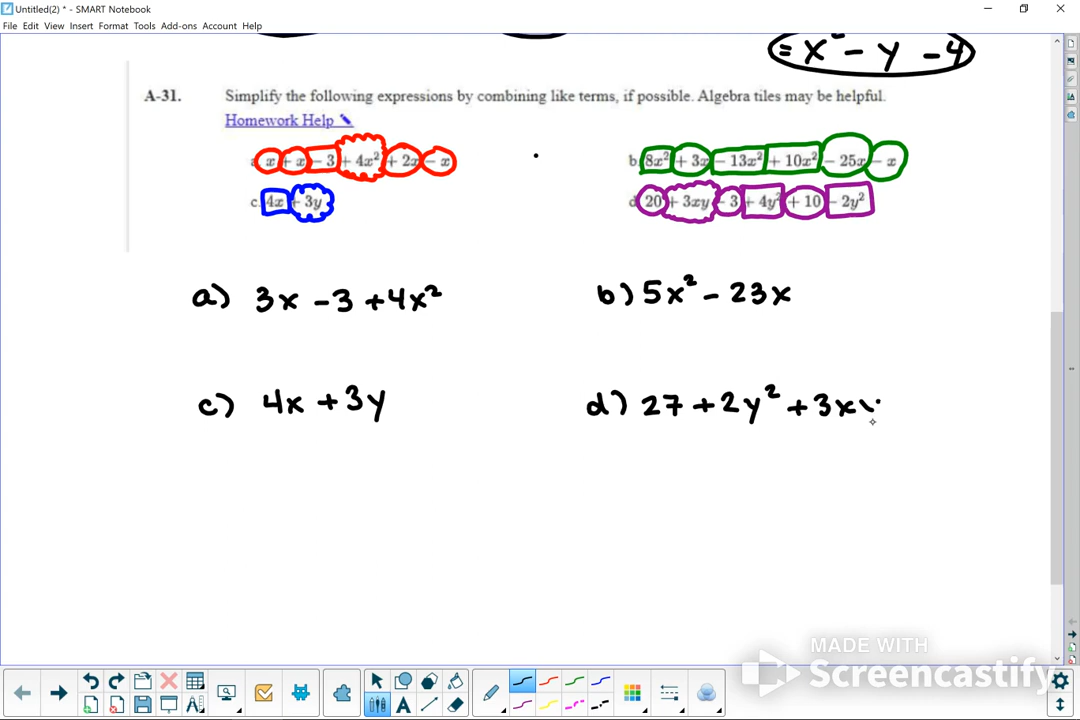 Untitled(2) * - SMART Notebook
File Edit View Insert Format Tools Add-ons Account Help
= x² - y - 4
A-31. Simplify the following expressions by combining like terms, if possible. Algebra tiles may be helpful.
Homework Help
x + x - 3 + 4x² + 2x - x
b. 8x² + 3x - 13x² + 10x² - 25x - x
c. 4x + 3y
d. 20 + 3xy - 3 + 4y² + 10 - 2y²
a) 3x - 3 + 4x²
b) 5x² - 23x
c) 4x + 3y
d) 27 + 2y² + 3x
MADE WITH
Screencastify